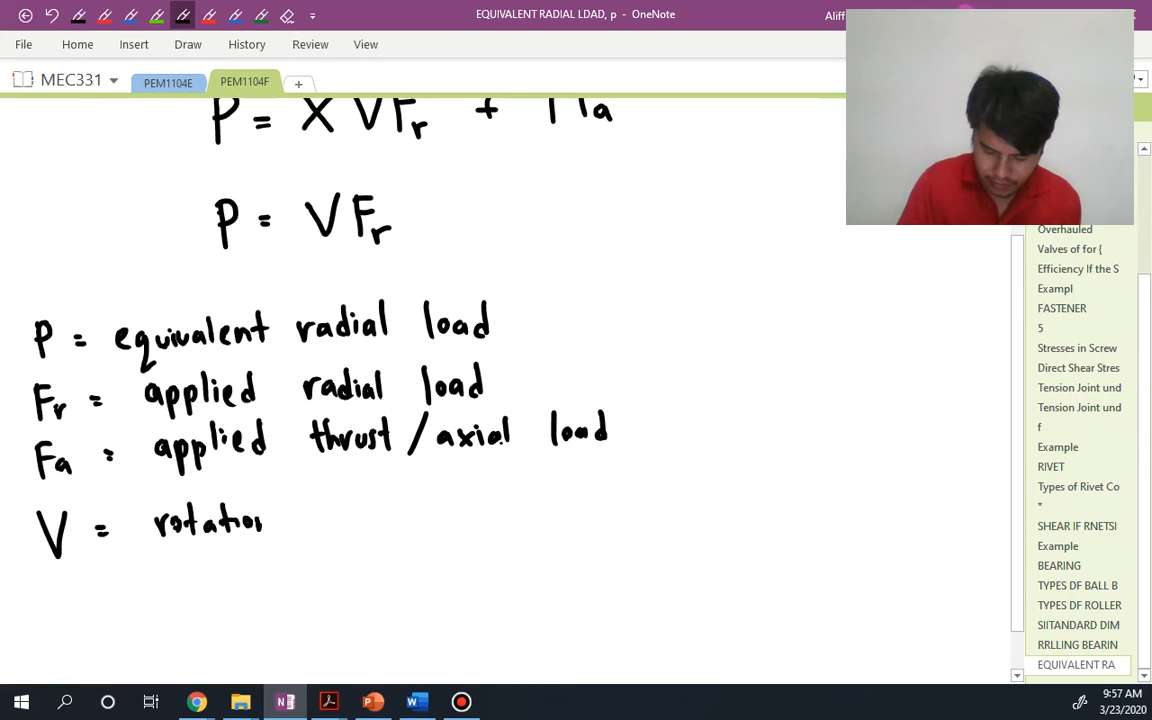 EQUIVALENT RADIAL LDAD, p - OneNote
Aliff
File Home Insert Draw History Review View
MEC331 PEM1104E PEM1104F
P = X V Fr + Fa
P = V Fr
P = equivalent radial load
Fr = applied radial load
Fa = applied thrust / axial load
V = rotation
Overhauled
Valves of for {
Efficiency If the S
Exampl
FASTENER
5
Stresses in Screw
Direct Shear Stres
Tension Joint und
Tension Joint und
f
Example
RIVET
Types of Rivet Co
*
SHEAR IF RNETSI
Example
BEARING
TYPES DF BALL B
TYPES DF ROLLER
SIITANDARD DIM
RRLLING BEARIN
EQUIVALENT RA
9:57 AM
3/23/2020